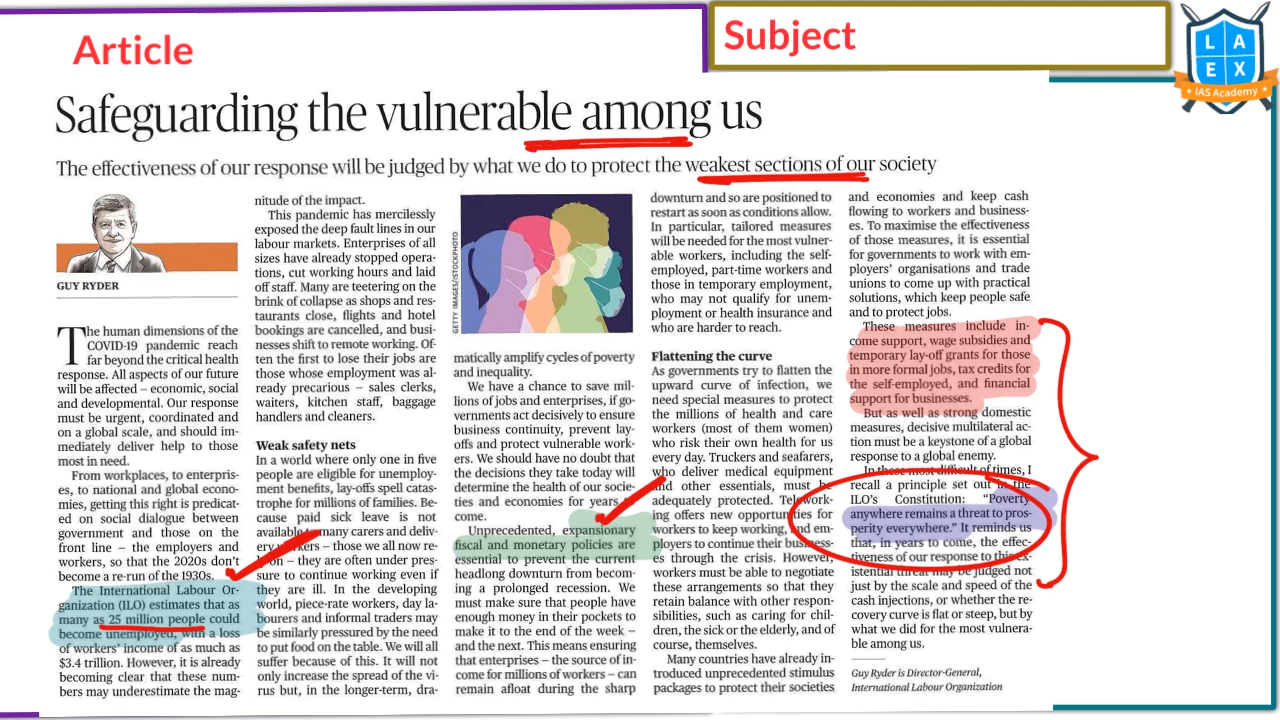 Article
Subject
L A
E X
IAS Academy
Safeguarding the vulnerable among us
The effectiveness of our response will be judged by what we do to protect the weakest sections of our society
GUY RYDER
The human dimensions of the
COVID-19 pandemic reach
far beyond the critical health
response. All aspects of our future
will be affected – economic, social
and developmental. Our response
must be urgent, coordinated and
on a global scale, and should im-
mediately deliver help to those
most in need.
From workplaces, to enterpris-
es, to national and global econo-
mies, getting this right is predicat-
ed on social dialogue between
government and those on the
front line – the employers and
workers, so that the 2020s don't
become a re-run of the 1930s.
The International Labour Or-
ganization (ILO) estimates that as
many as 25 million people could
become unemployed, with a loss
of workers' income of as much as
$3.4 trillion. However, it is already
becoming clear that these num-
bers may underestimate the mag-
nitude of the impact.
This pandemic has mercilessly
exposed the deep fault lines in our
labour markets. Enterprises of all
sizes have already stopped opera-
tions, cut working hours and laid
off staff. Many are teetering on the
brink of collapse as shops and res-
taurants close, flights and hotel
bookings are cancelled, and busi-
nesses shift to remote working. Of-
ten the first to lose their jobs are
those whose employment was al-
ready precarious – sales clerks,
waiters, kitchen staff, baggage
handlers and cleaners.
Weak safety nets
In a world where only one in five
people are eligible for unemploy-
ment benefits, lay-offs spell catas-
trophe for millions of families. Be-
cause paid sick leave is not
available to many carers and deliv-
ery workers – those we all now re-
ly on – they are often under pres-
sure to continue working even if
they are ill. In the developing
world, piece-rate workers, day la-
bourers and informal traders may
be similarly pressured by the need
to put food on the table. We will all
suffer because of this. It will not
only increase the spread of the vi-
rus but, in the longer-term, dra-
GETTY IMAGES/ISTOCKPHOTO
matically amplify cycles of poverty
and inequality.
We have a chance to save mil-
lions of jobs and enterprises, if go-
vernments act decisively to ensure
business continuity, prevent lay-
offs and protect vulnerable work-
ers. We should have no doubt that
the decisions they take today will
determine the health of our socie-
ties and economies for years to
come.
Unprecedented, expansionary
fiscal and monetary policies are
essential to prevent the current
headlong downturn from becom-
ing a prolonged recession. We
must make sure that people have
enough money in their pockets to
make it to the end of the week –
and the next. This means ensuring
that enterprises – the source of in-
come for millions of workers – can
remain afloat during the sharp
downturn and so are positioned to
restart as soon as conditions allow.
In particular, tailored measures
will be needed for the most vulner-
able workers, including the self-
employed, part-time workers and
those in temporary employment,
who may not qualify for unem-
ployment or health insurance and
who are harder to reach.
Flattening the curve
As governments try to flatten the
upward curve of infection, we
need special measures to protect
the millions of health and care
workers (most of them women)
who risk their own health for us
every day. Truckers and seafarers,
who deliver medical equipment
and other essentials, must be
adequately protected. Telework-
ing offers new opportunities for
workers to keep working, and em-
ployers to continue their business-
es through the crisis. However,
workers must be able to negotiate
these arrangements so that they
retain balance with other respon-
sibilities, such as caring for chil-
dren, the sick or the elderly, and of
course, themselves.
Many countries have already in-
troduced unprecedented stimulus
packages to protect their societies
and economies and keep cash
flowing to workers and business-
es. To maximise the effectiveness
of those measures, it is essential
for governments to work with em-
ployers' organisations and trade
unions to come up with practical
solutions, which keep people safe
and to protect jobs.
These measures include in-
come support, wage subsidies and
temporary lay-off grants for those
in more formal jobs, tax credits for
the self-employed, and financial
support for businesses.
But as well as strong domestic
measures, decisive multilateral ac-
tion must be a keystone of a global
response to a global enemy.
In these most difficult of times, I
recall a principle set out in the
ILO's Constitution: “Poverty
anywhere remains a threat to pros-
perity everywhere.” It reminds us
that, in years to come, the effec-
tiveness of our response to this ex-
istential threat may be judged not
just by the scale and speed of the
cash injections, or whether the re-
covery curve is flat or steep, but by
what we did for the most vulnera-
ble among us.
Guy Ryder is Director-General,
International Labour Organization